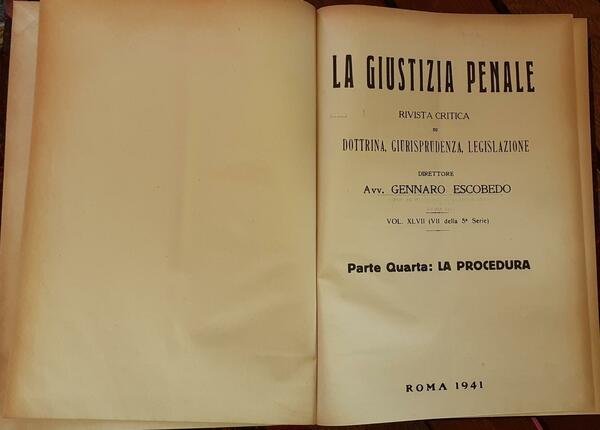 LA GIUSTIZIA PENALE
RIVISTA CRITICA
DI
DOTTRINA, GIURISPRUDENZA, LEGISLAZIONE
DIRETTORE
Avv. GENNARO ESCOBEDO
VOL. XLVII (VII della 5ª Serie)
Parte Quarta: LA PROCEDURA
ROMA 1941